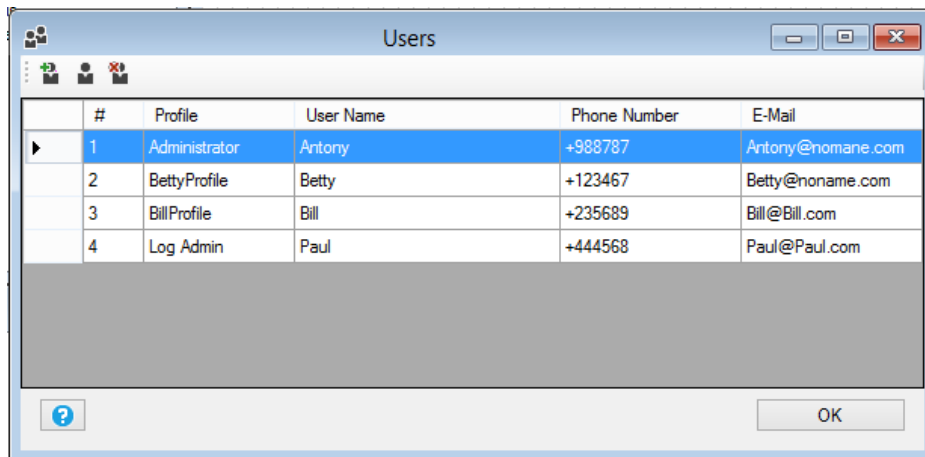 Users
# Profile User Name Phone Number E-Mail
1 Administrator Antony +988787 Antony@nomane.com
2 BettyProfile Betty +123467 Betty@noname.com
3 BillProfile Bill +235689 Bill@Bill.com
4 Log Admin Paul +444568 Paul@Paul.com
? OK